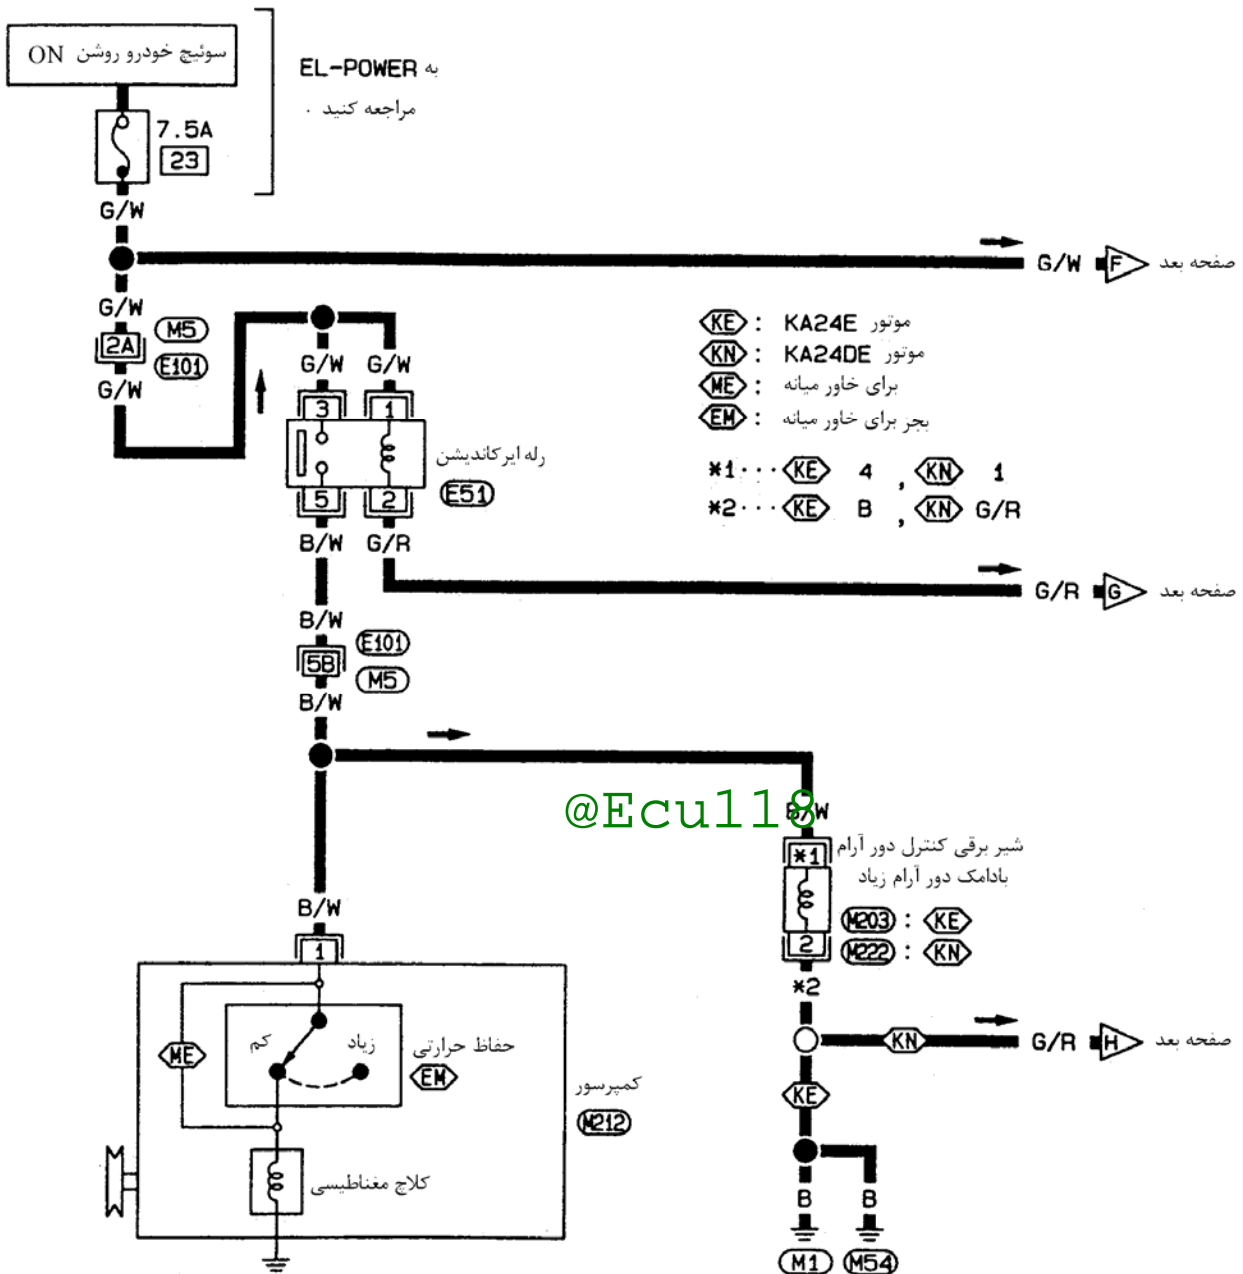 سوئیچ خودرو روشن ON
به EL-POWER
مراجعه کنید .
7.5A
23
G/W
G/W
G/W F صفحه بعد
2A
M5
E101
G/W
G/W G/W
3 1
رله ایرکاندیشن
E51
5 2
B/W G/R
KE : KA24E موتور
KN : KA24DE موتور
ME : برای خاور میانه
EM : بجز برای خاور میانه
*1··· KE 4 , KN 1
*2··· KE B , KN G/R
G/R G صفحه بعد
B/W
5B
E101
M5
B/W
@Ecu118
B/W
*1
شیر برقی کنترل دور آرام
بادامک دور آرام زیاد
M203 : KE
M222 : KN
2
*2
KN G/R H صفحه بعد
KE
B B
M1 M54
B/W
1
ME
کم
زیاد
حفاظ حرارتی
EM
کمپرسور
M212
کلاچ مغناطیسی